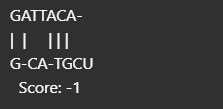 GATTACA-
| |   | | |
G-CA-TGCU
  Score: -1